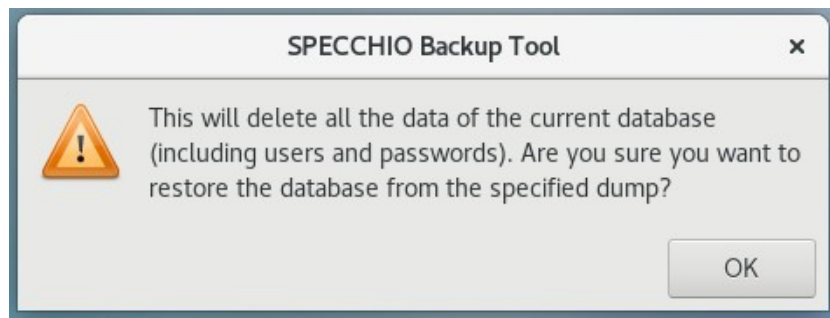 SPECCHIO Backup Tool
This will delete all the data of the current database
(including users and passwords). Are you sure you want to
restore the database from the specified dump?
OK